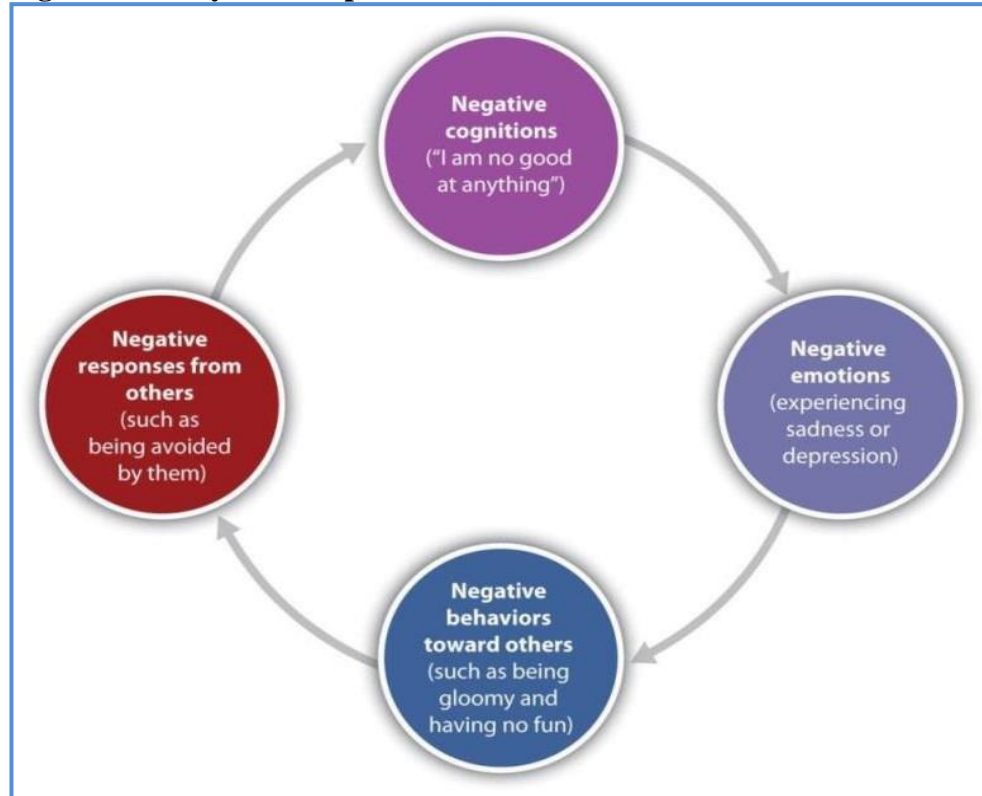 Negative
cognitions
(“I am no good
at anything”)
Negative
emotions
(experiencing
sadness or
depression)
Negative
behaviors
toward others
(such as being
gloomy and
having no fun)
Negative
responses from
others
(such as
being avoided
by them)